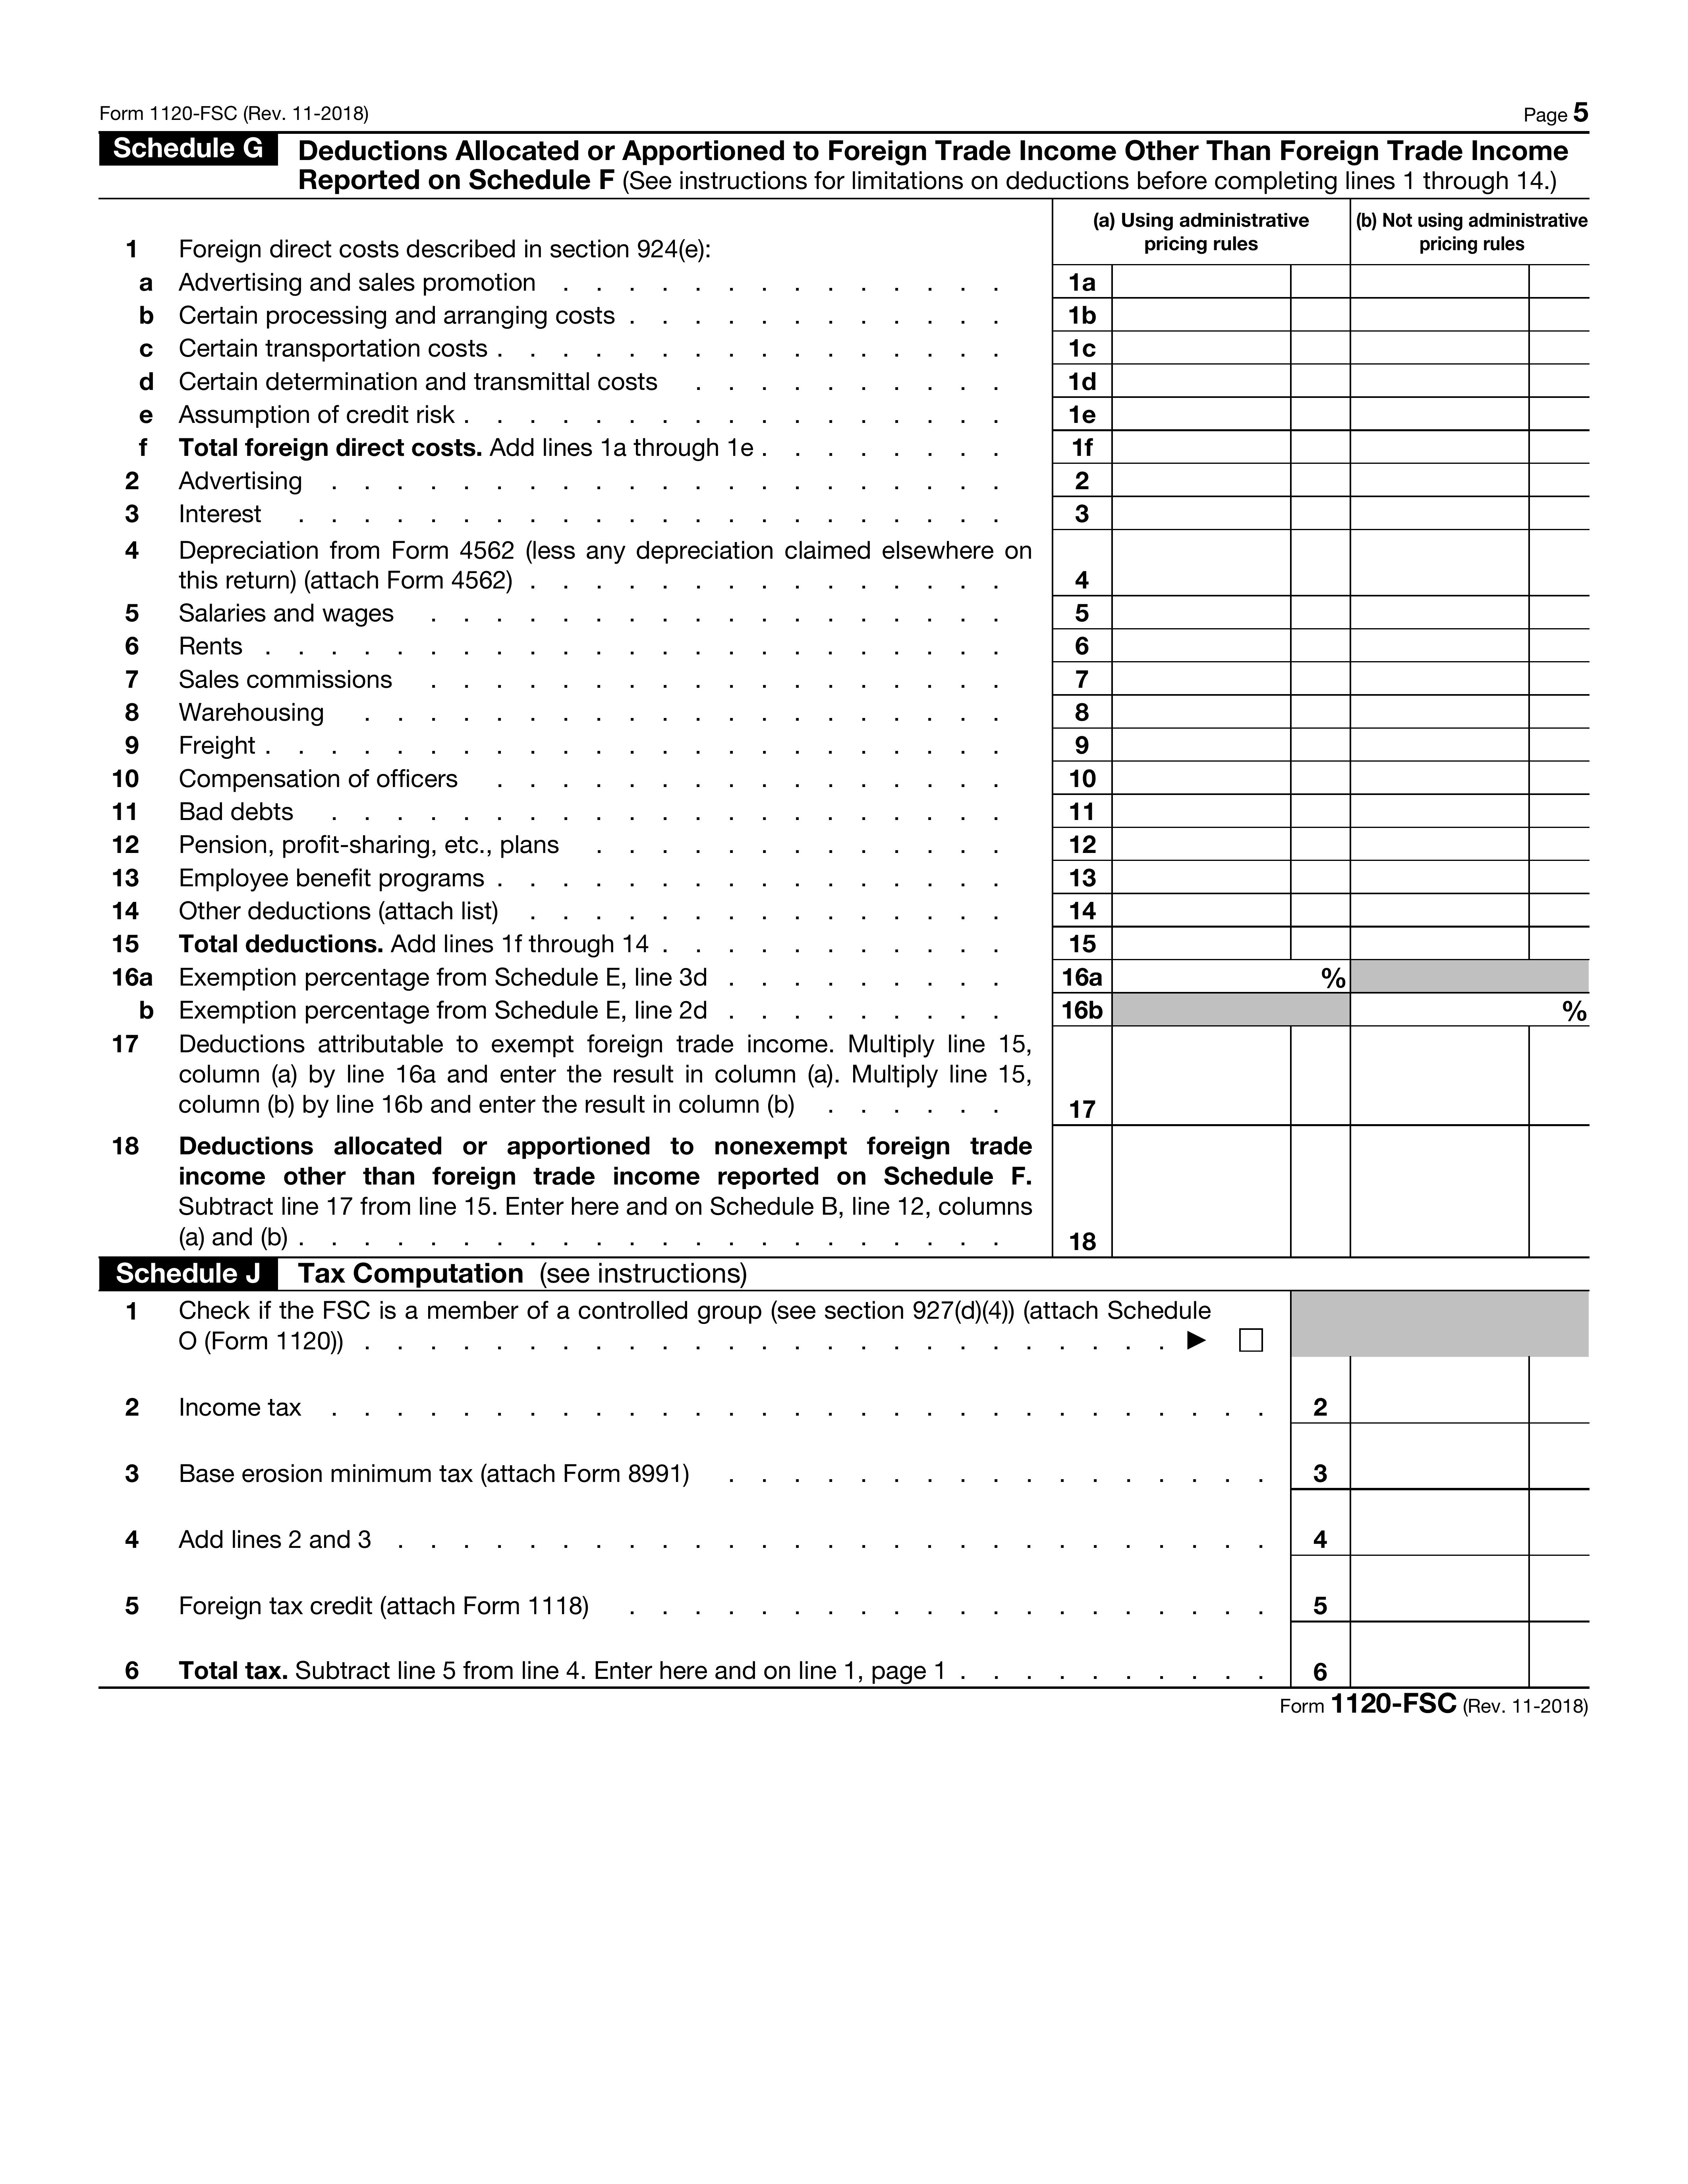 Form 1120-FSC (Rev. 11-2018) Page 5
Schedule G Deductions Allocated or Apportioned to Foreign Trade Income Other Than Foreign Trade Income
Reported on Schedule F (See instructions for limitations on deductions before completing lines 1 through 14.)
(a) Using administrative pricing rules (b) Not using administrative pricing rules
1 Foreign direct costs described in section 924(e):
a Advertising and sales promotion . . . . . . . . . . . . . . 1a
b Certain processing and arranging costs . . . . . . . . . . . . 1b
c Certain transportation costs . . . . . . . . . . . . . . . . 1c
d Certain determination and transmittal costs . . . . . . . . . . 1d
e Assumption of credit risk . . . . . . . . . . . . . . . . . 1e
f Total foreign direct costs. Add lines 1a through 1e . . . . . . . . 1f
2 Advertising . . . . . . . . . . . . . . . . . . . . . 2
3 Interest . . . . . . . . . . . . . . . . . . . . . . 3
4 Depreciation from Form 4562 (less any depreciation claimed elsewhere on
this return) (attach Form 4562) . . . . . . . . . . . . . . . 4
5 Salaries and wages . . . . . . . . . . . . . . . . . . 5
6 Rents . . . . . . . . . . . . . . . . . . . . . . . 6
7 Sales commissions . . . . . . . . . . . . . . . . . . 7
8 Warehousing . . . . . . . . . . . . . . . . . . . . 8
9 Freight . . . . . . . . . . . . . . . . . . . . . . . 9
10 Compensation of officers . . . . . . . . . . . . . . . . 10
11 Bad debts . . . . . . . . . . . . . . . . . . . . . 11
12 Pension, profit-sharing, etc., plans . . . . . . . . . . . . . 12
13 Employee benefit programs . . . . . . . . . . . . . . . . 13
14 Other deductions (attach list) . . . . . . . . . . . . . . . 14
15 Total deductions. Add lines 1f through 14 . . . . . . . . . . . 15
16a Exemption percentage from Schedule E, line 3d . . . . . . . . . 16a %
b Exemption percentage from Schedule E, line 2d . . . . . . . . . 16b %
17 Deductions attributable to exempt foreign trade income. Multiply line 15,
column (a) by line 16a and enter the result in column (a). Multiply line 15,
column (b) by line 16b and enter the result in column (b) . . . . . . 17
18 Deductions allocated or apportioned to nonexempt foreign trade
income other than foreign trade income reported on Schedule F.
Subtract line 17 from line 15. Enter here and on Schedule B, line 12, columns
(a) and (b) . . . . . . . . . . . . . . . . . . . . . . 18
Schedule J Tax Computation (see instructions)
1 Check if the FSC is a member of a controlled group (see section 927(d)(4)) (attach Schedule
O (Form 1120)) . . . . . . . . . . . . . . . . . . . . . . . . . ▶ ☐
2 Income tax . . . . . . . . . . . . . . . . . . . . . . . . . . . . . 2
3 Base erosion minimum tax (attach Form 8991) . . . . . . . . . . . . . . . . . 3
4 Add lines 2 and 3 . . . . . . . . . . . . . . . . . . . . . . . . . . . 4
5 Foreign tax credit (attach Form 1118) . . . . . . . . . . . . . . . . . . . . 5
6 Total tax. Subtract line 5 from line 4. Enter here and on line 1, page 1 . . . . . . . . . . 6
Form 1120-FSC (Rev. 11-2018)